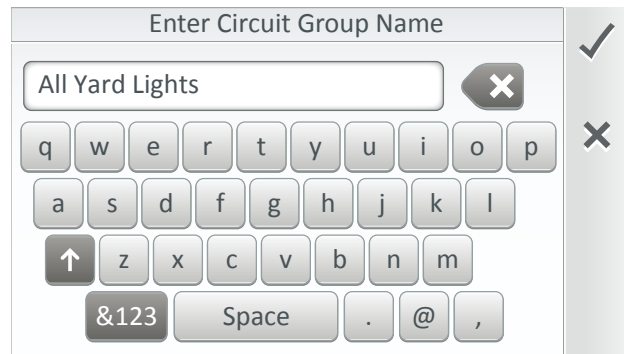 Enter Circuit Group Name
All Yard Lights
q w e r t y u i o p
a s d f g h j k l
z x c v b n m
&123 Space . @ ,